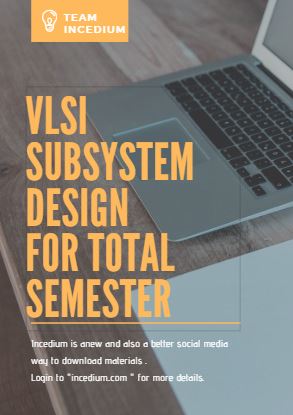 TEAM
INCEDIUM
VLSI
SUBSYSTEM
DESIGN
FOR TOTAL
SEMESTER
Incedium is anew and also a better social media
way to download materials .
Login to "incedium.com " for more details.